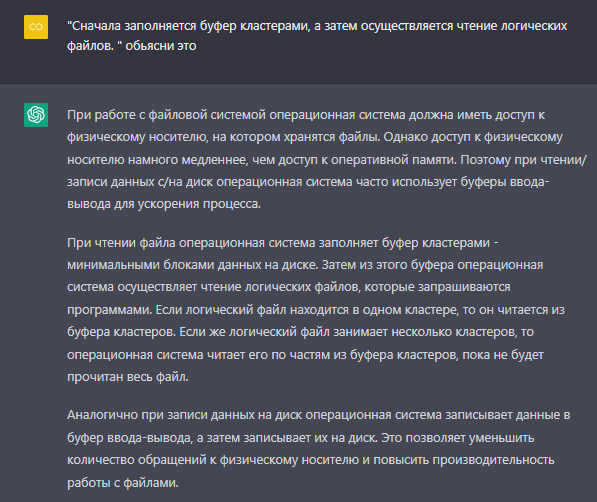 CO
"Сначала заполняется буфер кластерами, а затем осуществляется чтение логических
файлов. " обьясни это
При работе с файловой системой операционная система должна иметь доступ к
физическому носителю, на котором хранятся файлы. Однако доступ к физическому
носителю намного медленнее, чем доступ к оперативной памяти. Поэтому при чтении/
записи данных с/на диск операционная система часто использует буферы ввода-
вывода для ускорения процесса.
При чтении файла операционная система заполняет буфер кластерами -
минимальными блоками данных на диске. Затем из этого буфера операционная
система осуществляет чтение логических файлов, которые запрашиваются
программами. Если логический файл находится в одном кластере, то он читается из
буфера кластеров. Если же логический файл занимает несколько кластеров, то
операционная система читает его по частям из буфера кластеров, пока не будет
прочитан весь файл.
Аналогично при записи данных на диск операционная система записывает данные в
буфер ввода-вывода, а затем записывает их на диск. Это позволяет уменьшить
количество обращений к физическому носителю и повысить производительность
работы с файлами.